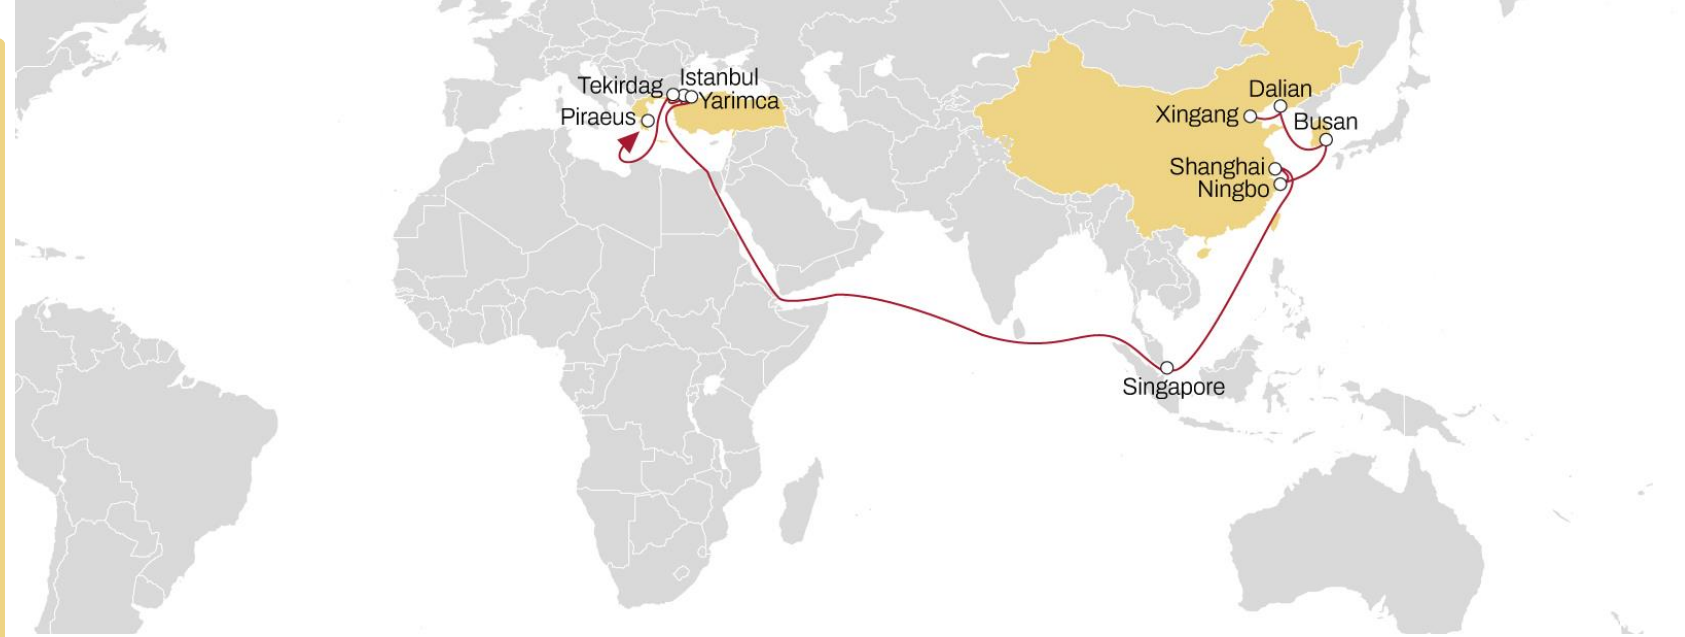 Istanbul
Tekirdag
Yarimca
Piraeus
Dalian
Xingang
Busan
Shanghai
Ningbo
Singapore